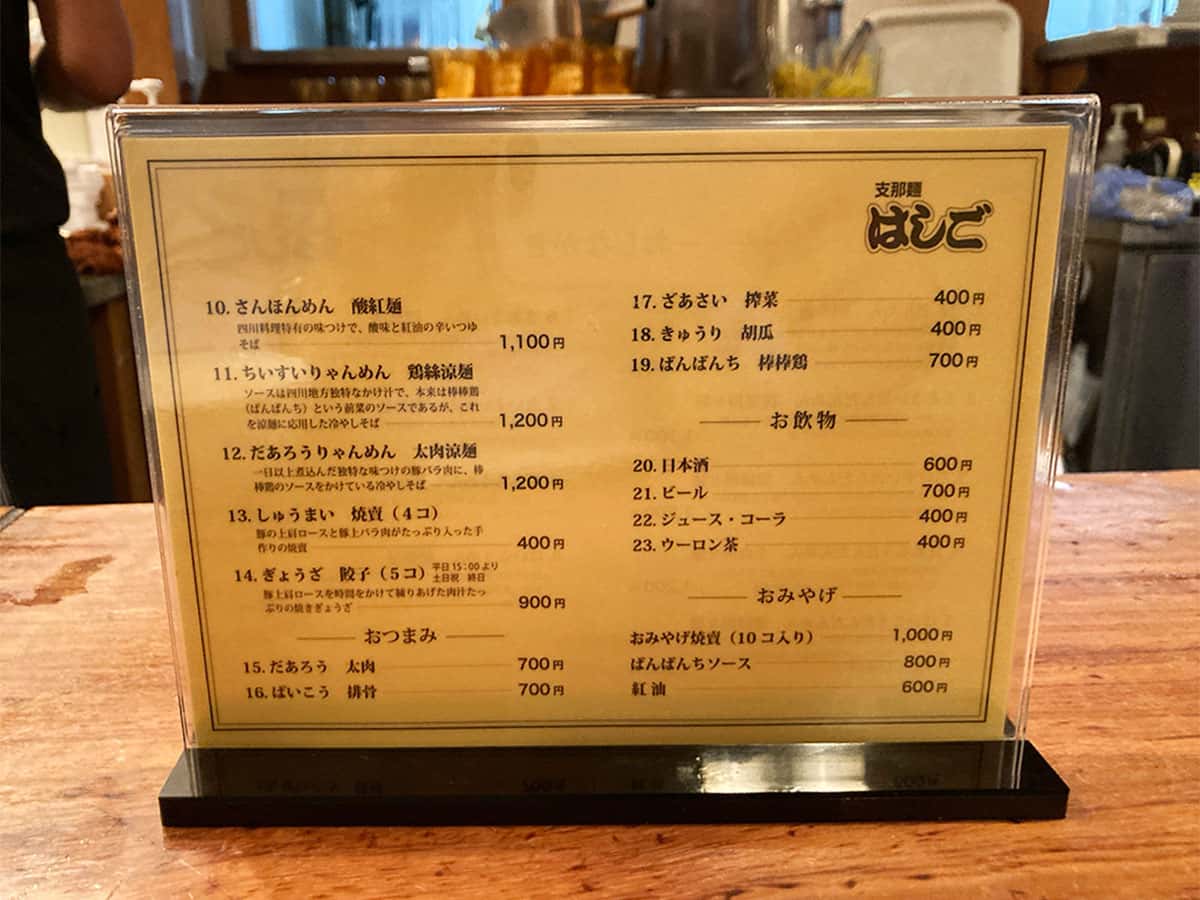 支那麺
はしご
10. さんほんめん 酸紅麺
四川料理特有の味つけで、酸味と紅油の辛いつゆ
そば 1,100円
11. ちいすいりゃんめん 鶏絲涼麺
ソースは四川地方独特なかけ汁で、本来は棒棒鶏
(ばんばんち)という前菜のソースであるが、これ
を涼麺に応用した冷やしそば 1,200円
12. だあろうりゃんめん 太肉涼麺
一日以上煮込んだ独特な味つけの豚バラ肉に、棒
棒鶏のソースをかけている冷やしそば 1,200円
13. しゅうまい 焼賣(4コ)
豚の上肩ロースと豚上バラ肉がたっぷり入った手
作りの焼賣 400円
14. ぎょうざ 餃子(5コ) 平日15:00より
土日祝 終日
豚上肩ロースを時間をかけて練りあげた肉汁たっ
ぷりの焼きぎょうざ 900円
おつまみ
15. だあろう 太肉 700円
16. ぱいこう 排骨 700円
17. ざあさい 搾菜 400円
18. きゅうり 胡瓜 400円
19. ばんばんち 棒棒鶏 700円
お飲物
20. 日本酒 600円
21. ビール 700円
22. ジュース・コーラ 400円
23. ウーロン茶 400円
おみやげ
おみやげ焼賣(10コ入り) 1,000円
ばんばんちソース 800円
紅油 600円